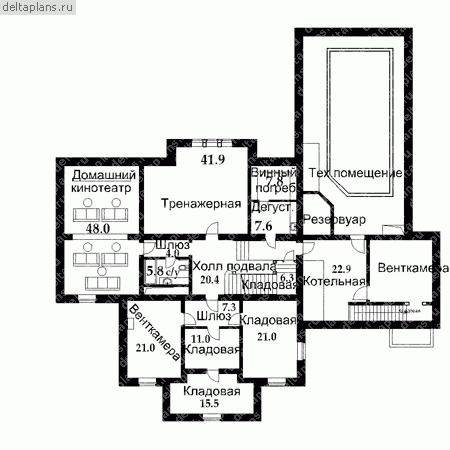 deltaplans.ru
Домашний
кинотеатр
48.0
41.9
Тренажерная
Винный
7.8
погреб
Дегуст.
7.6
Тех.помещение
Резервуар
Шлюз
4.0
5.8 с/у
Холл подвала
20.4
6.3
Кладовая
22.9
Котельная
Венткамера
Венткамера
21.0
7.3
Шлюз
11.0
Кладовая
Кладовая
21.0
Кладовая
15.5